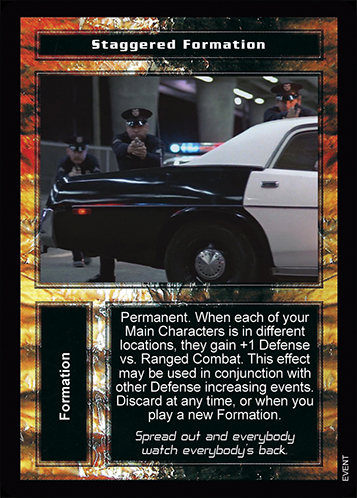 Staggered Formation
Formation
Permanent. When each of your
Main Characters is in different
locations, they gain +1 Defense
vs. Ranged Combat. This effect
may be used in conjunction with
other Defense increasing events.
Discard at any time, or when you
play a new Formation.
Spread out and everybody
watch everybody's back.
EVENT